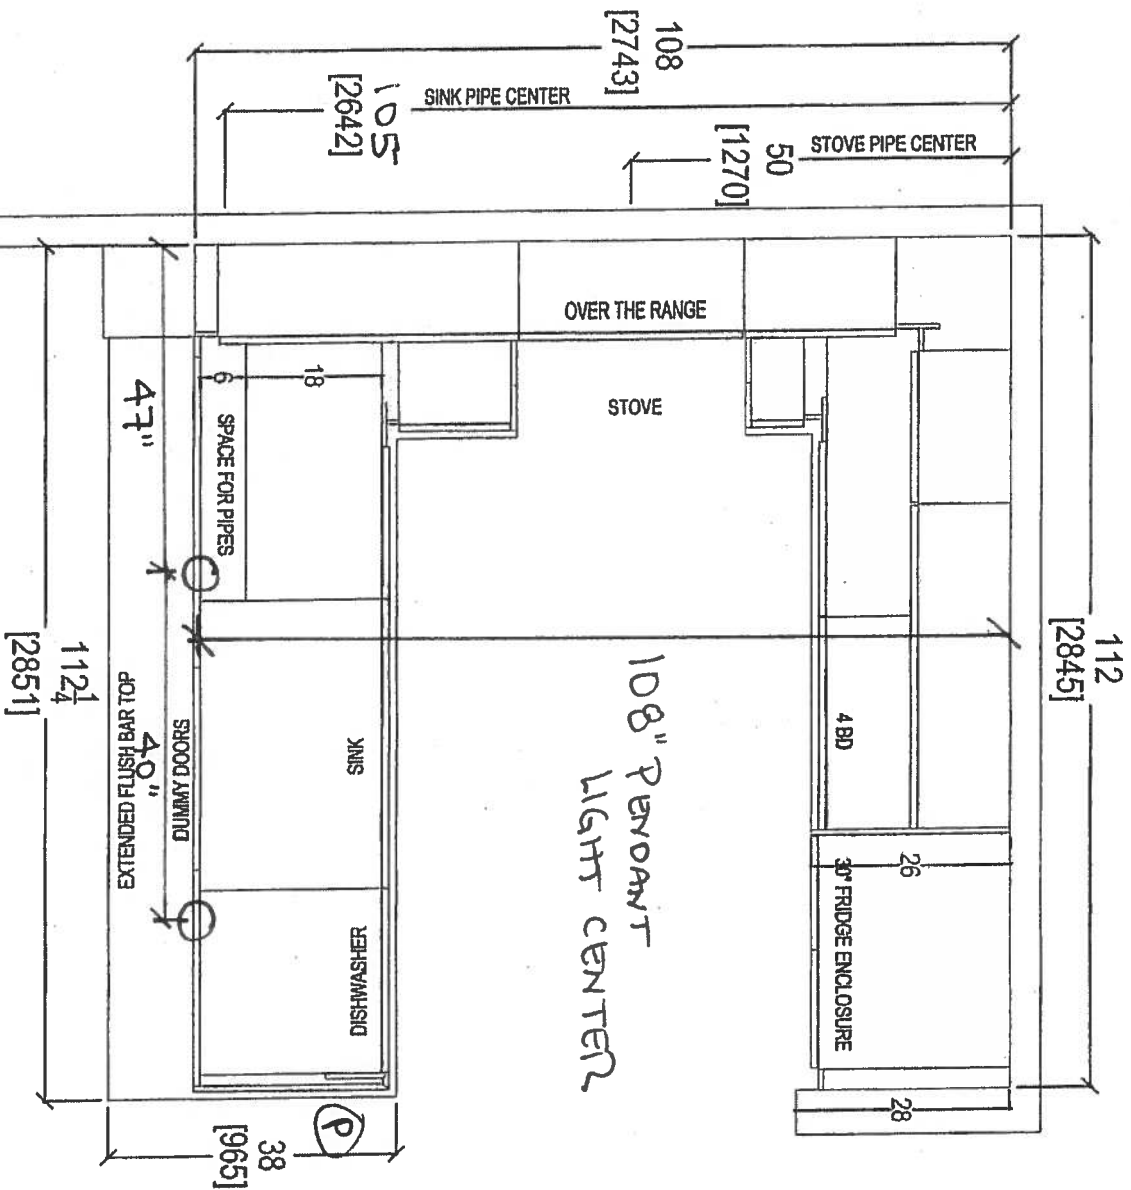 108
[2743]
SINK PIPE CENTER
105
[2642]
STOVE PIPE CENTER
50
[1270]
112
[2845]
OVER THE RANGE
STOVE
18
6
SPACE FOR PIPES
47"
4 BD
26
30" FRIDGE ENCLOSURE
28
108" PENDANT
LIGHT CENTER
SINK
DISHWASHER
DUMMY DOORS
40"
EXTENDED FLUSH BAR TOP
112 1/4
[2851]
P
38
[965]